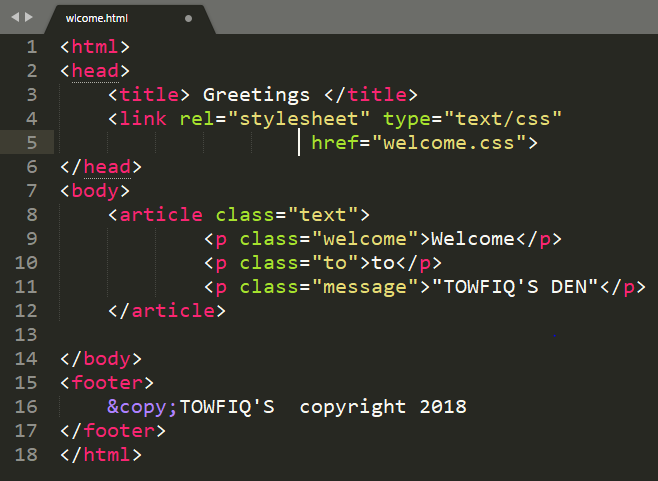 wlcome.html
1 <html>
2 <head>
3 <title> Greetings </title>
4 <link rel="stylesheet" type="text/css"
5 href="welcome.css">
6 </head>
7 <body>
8 <article class="text">
9 <p class="welcome">Welcome</p>
10 <p class="to">to</p>
11 <p class="message">"TOWFIQ'S DEN"</p>
12 </article>
13
14 </body>
15 <footer>
16 &copy;TOWFIQ'S  copyright 2018
17 </footer>
18 </html>